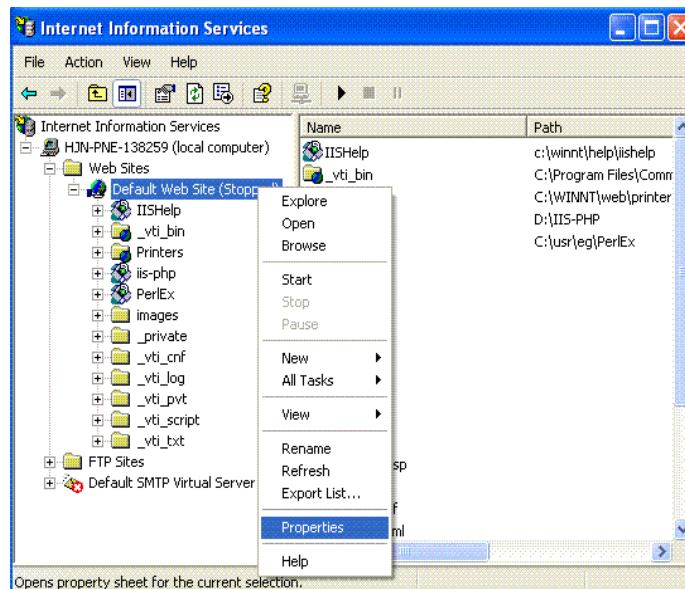 Internet Information Services
File Action View Help
Internet Information Services
HJN-PNE-138259 (local computer)
Web Sites
Default Web Site (Stopped)
IISHelp
_vti_bin
Printers
iis-php
PerlEx
images
_private
_vti_cnf
_vti_log
_vti_pvt
_vti_script
_vti_txt
FTP Sites
Default SMTP Virtual Server
Name Path
IISHelp c:\winnt\help\iishelp
_vti_bin C:\Program Files\Comm
C:\WINNT\web\printer
D:\IIS-PHP
C:\usr\eg\PerlEx
sp
f
ml
Explore
Open
Browse
Start
Stop
Pause
New
All Tasks
View
Rename
Refresh
Export List...
Properties
Help
Opens property sheet for the current selection.